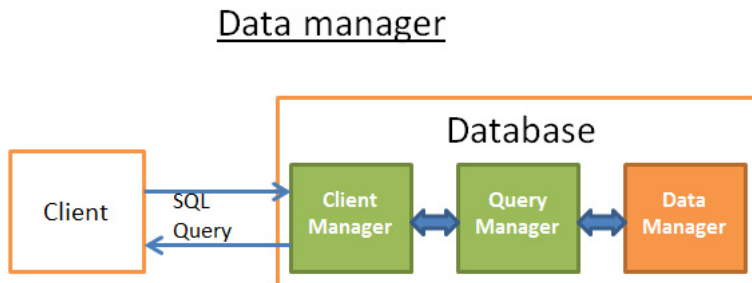 Data manager
Database
Client
SQL
Query
Client
Manager
Query
Manager
Data
Manager